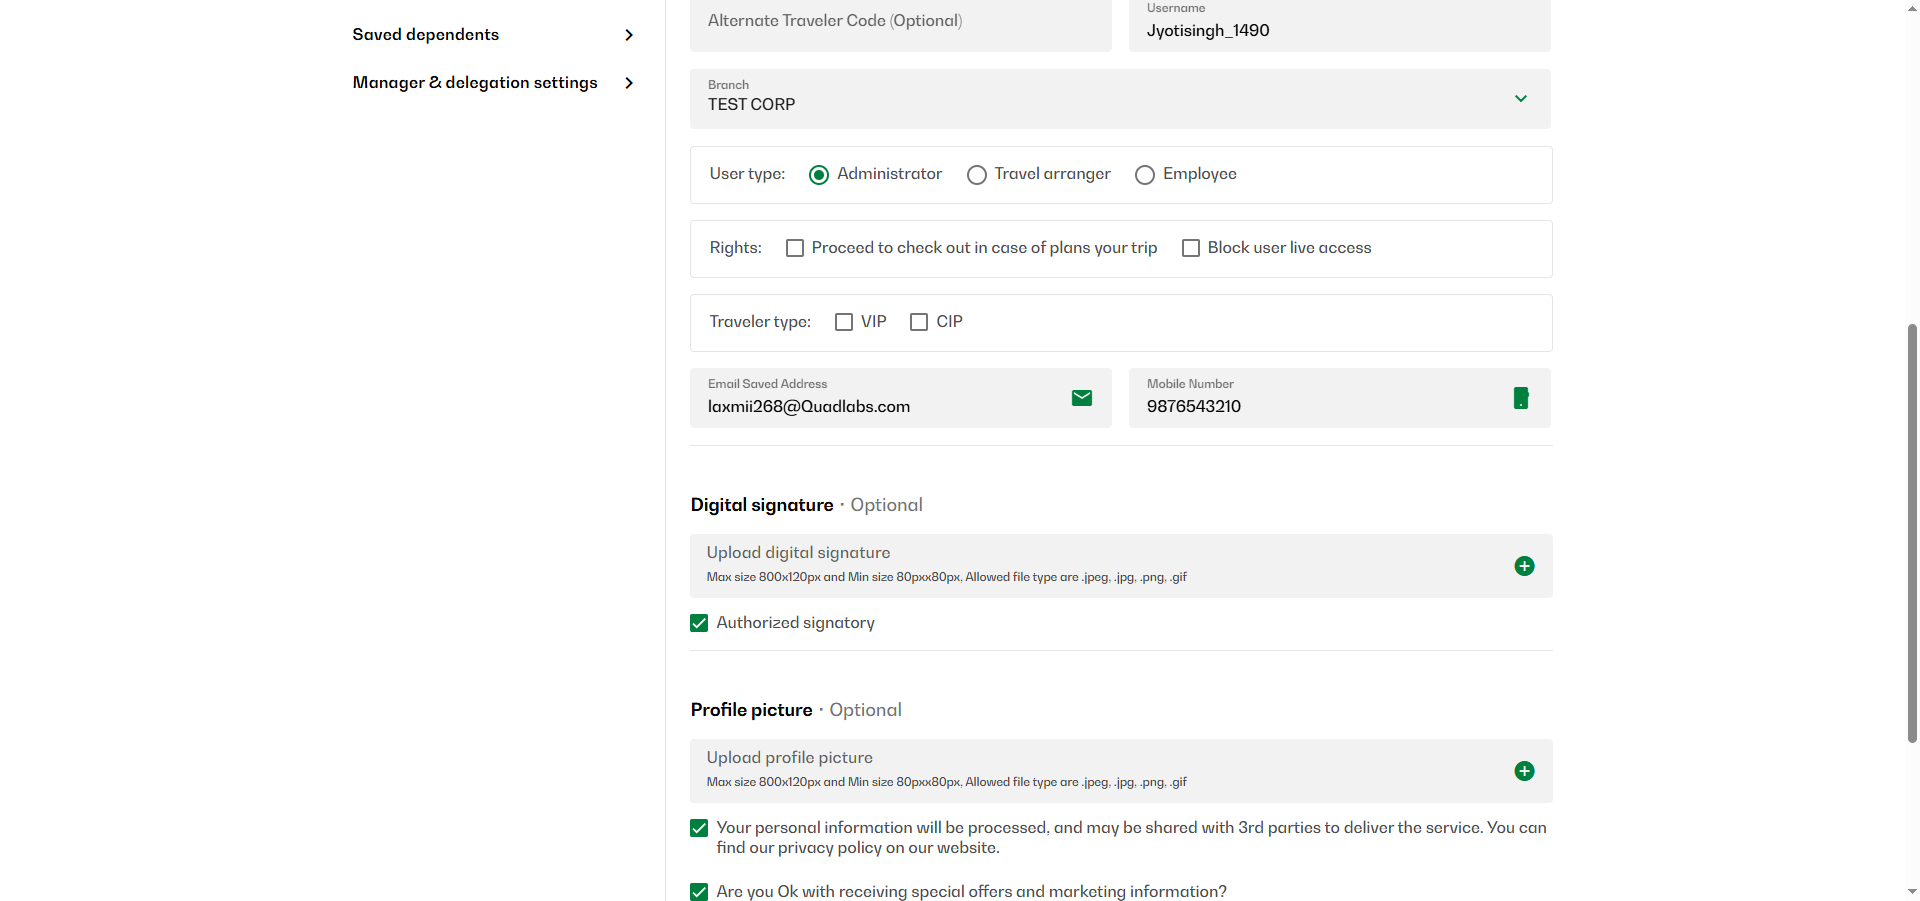 Saved dependents
Manager & delegation settings
Alternate Traveler Code (Optional)
Username
Jyotisingh_1490
Branch
TEST CORP
User type: Administrator Travel arranger Employee
Rights: Proceed to check out in case of plans your trip Block user live access
Traveler type: VIP CIP
Email Saved Address
laxmii268@Quadlabs.com
Mobile Number
9876543210
Digital signature · Optional
Upload digital signature
Max size 800x120px and Min size 80pxx80px, Allowed file type are .jpeg, .jpg, .png, .gif
Authorized signatory
Profile picture · Optional
Upload profile picture
Max size 800x120px and Min size 80pxx80px, Allowed file type are .jpeg, .jpg, .png, .gif
Your personal information will be processed, and may be shared with 3rd parties to deliver the service. You can
find our privacy policy on our website.
Are you Ok with receiving special offers and marketing information?